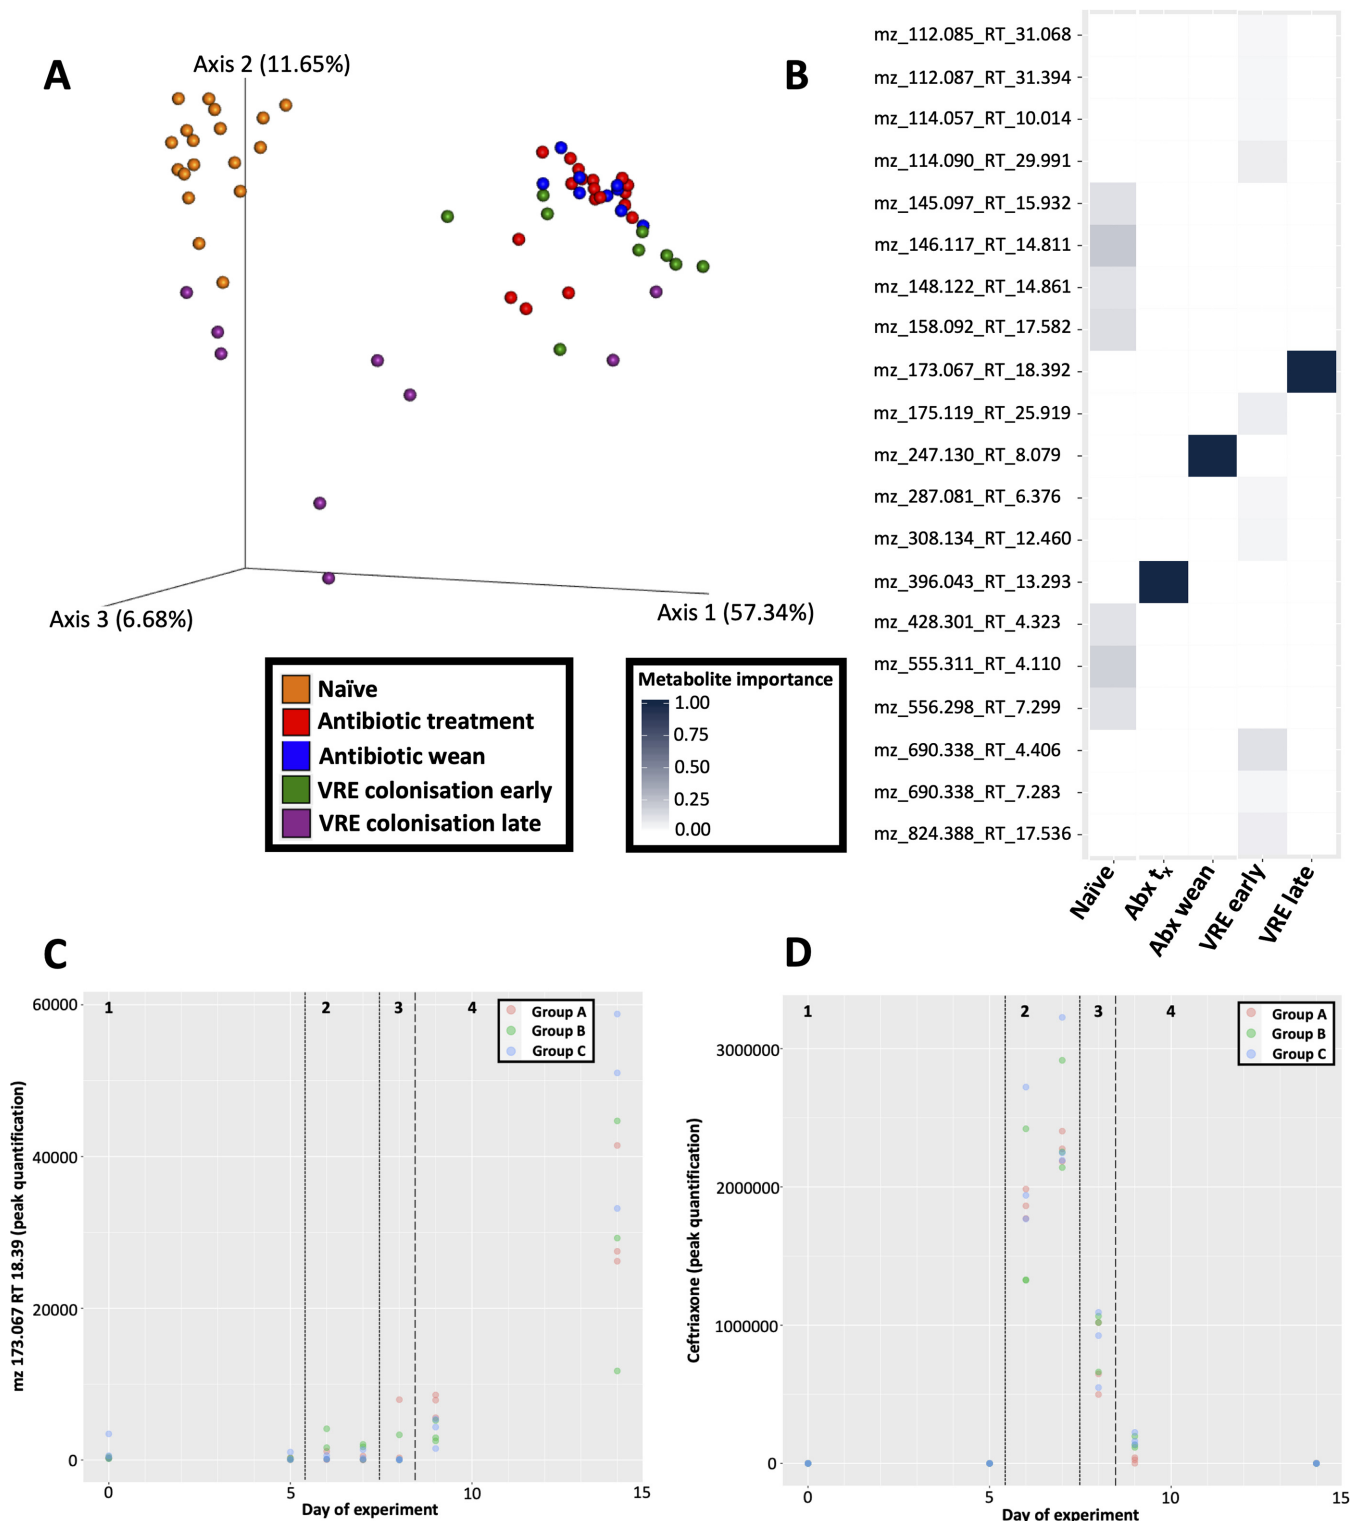 A
Axis 2 (11.65%)
Axis 3 (6.68%)
Axis 1 (57.34%)
Naïve
Antibiotic treatment
Antibiotic wean
VRE colonisation early
VRE colonisation late
Metabolite importance
1.00
0.75
0.50
0.25
0.00
B
mz_112.085_RT_31.068
mz_112.087_RT_31.394
mz_114.057_RT_10.014
mz_114.090_RT_29.991
mz_145.097_RT_15.932
mz_146.117_RT_14.811
mz_148.122_RT_14.861
mz_158.092_RT_17.582
mz_173.067_RT_18.392
mz_175.119_RT_25.919
mz_247.130_RT_8.079
mz_287.081_RT_6.376
mz_308.134_RT_12.460
mz_396.043_RT_13.293
mz_428.301_RT_4.323
mz_555.311_RT_4.110
mz_556.298_RT_7.299
mz_690.338_RT_4.406
mz_690.338_RT_7.283
mz_824.388_RT_17.536
Naïve
Abx tx
Abx wean
VRE early
VRE late
C
1
2
3
4
Group A
Group B
Group C
mz 173.067 RT 18.39 (peak quantification)
60000
40000
20000
0
0
5
10
15
Day of experiment
D
1
2
3
4
Group A
Group B
Group C
Ceftriaxone (peak quantification)
3000000
2000000
1000000
0
0
5
10
15
Day of experiment